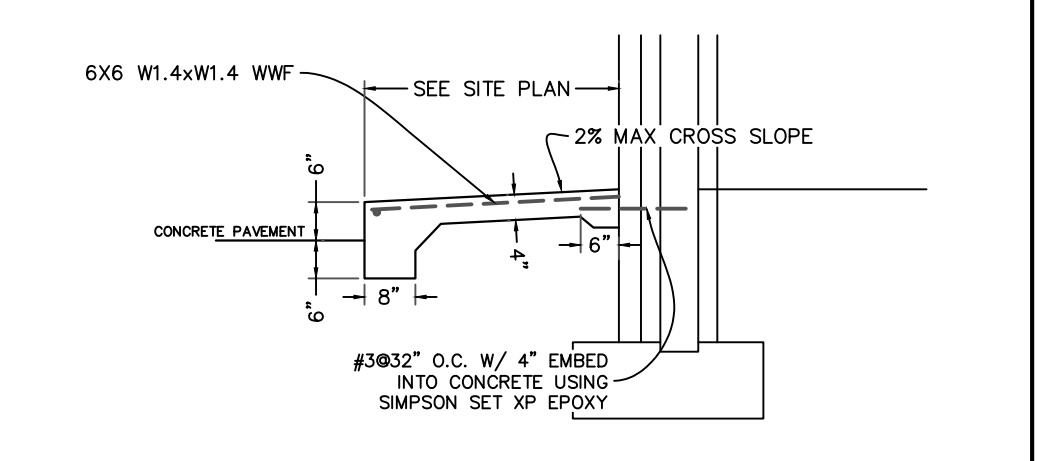 6X6 W1.4xW1.4 WWF
SEE SITE PLAN
2% MAX CROSS SLOPE
6"
CONCRETE PAVEMENT
6"
4"
6"
8"
#3@32" O.C. W/ 4" EMBED
INTO CONCRETE USING
SIMPSON SET XP EPOXY